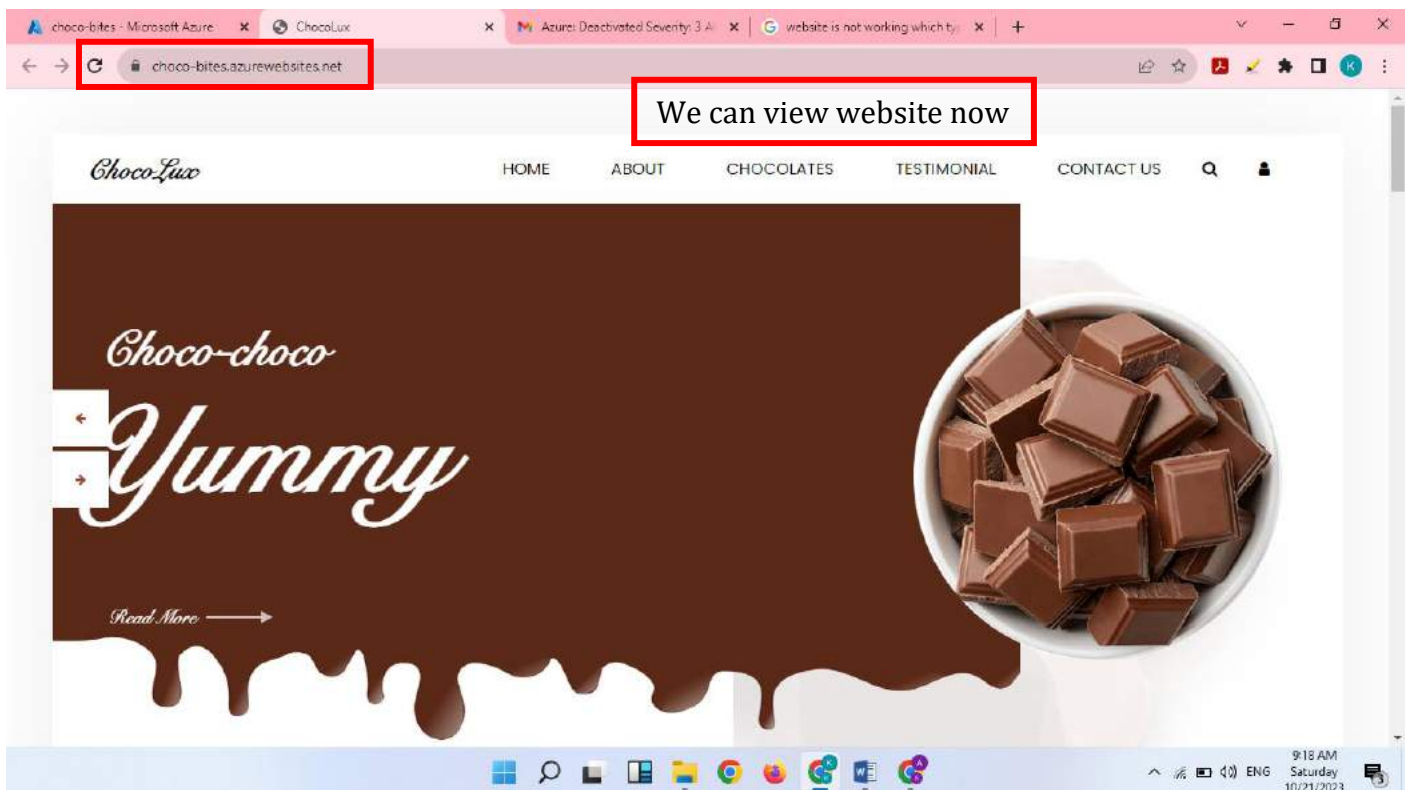 choco-bites - Microsoft Azure
ChocoLux
Azure: Deactivated Severity: 3 A
website is not working which ty
choco-bites.azurewebsites.net
K
We can view website now
ChocoLux
HOME ABOUT CHOCOLATES TESTIMONIAL CONTACT US
Choco-choco
Yummy
Read More
ENG
9:18 AM
Saturday
10/21/2023
3